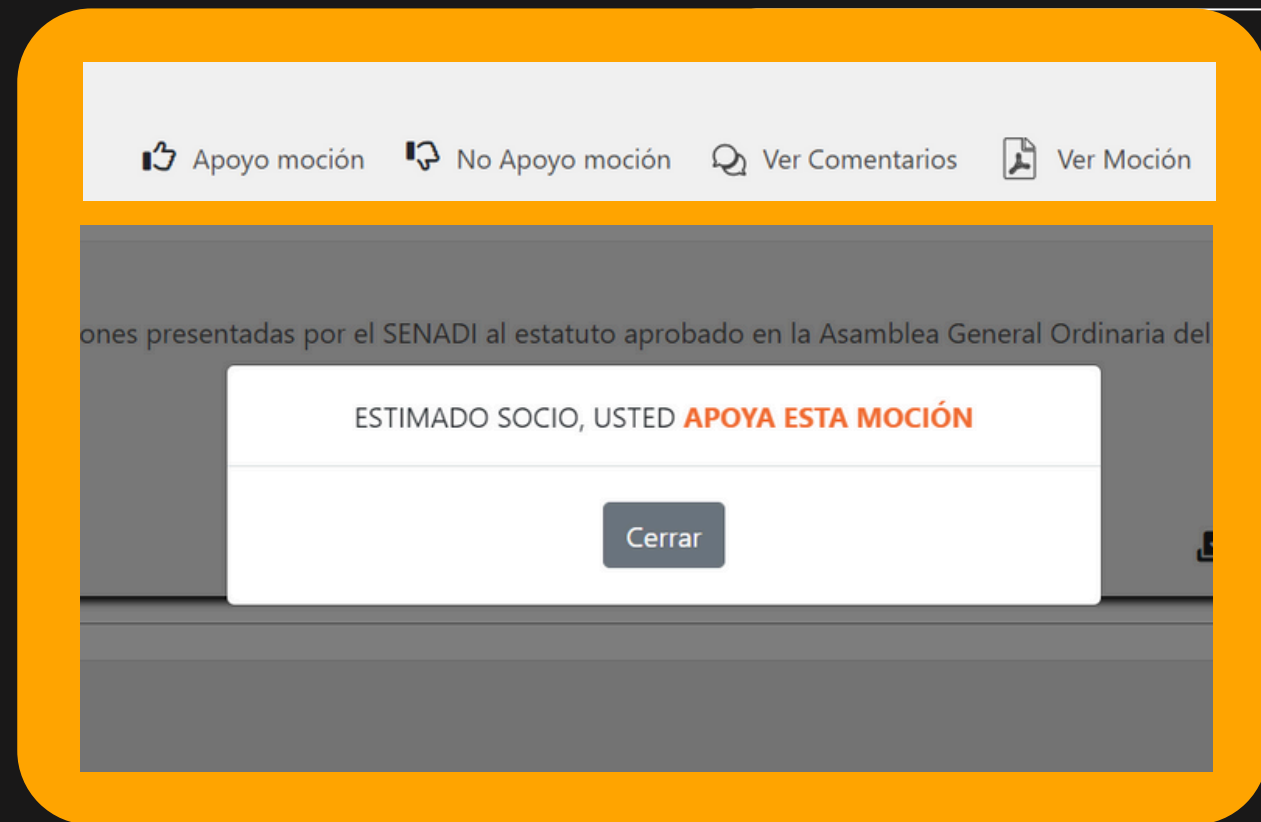 Apoyo moción No Apoyo moción Ver Comentarios Ver Moción
ones presentadas por el SENADI al estatuto aprobado en la Asamblea General Ordinaria del
ESTIMADO SOCIO, USTED APOYA ESTA MOCIÓN
Cerrar